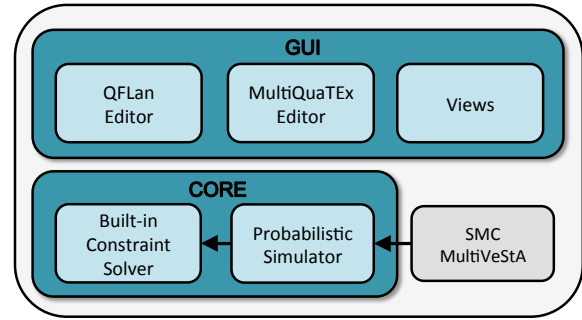 GUI
QFLan
Editor
MultiQuaTEx
Editor
Views
CORE
Built-in
Constraint
Solver
Probabilistic
Simulator
SMC
MultiVeStA